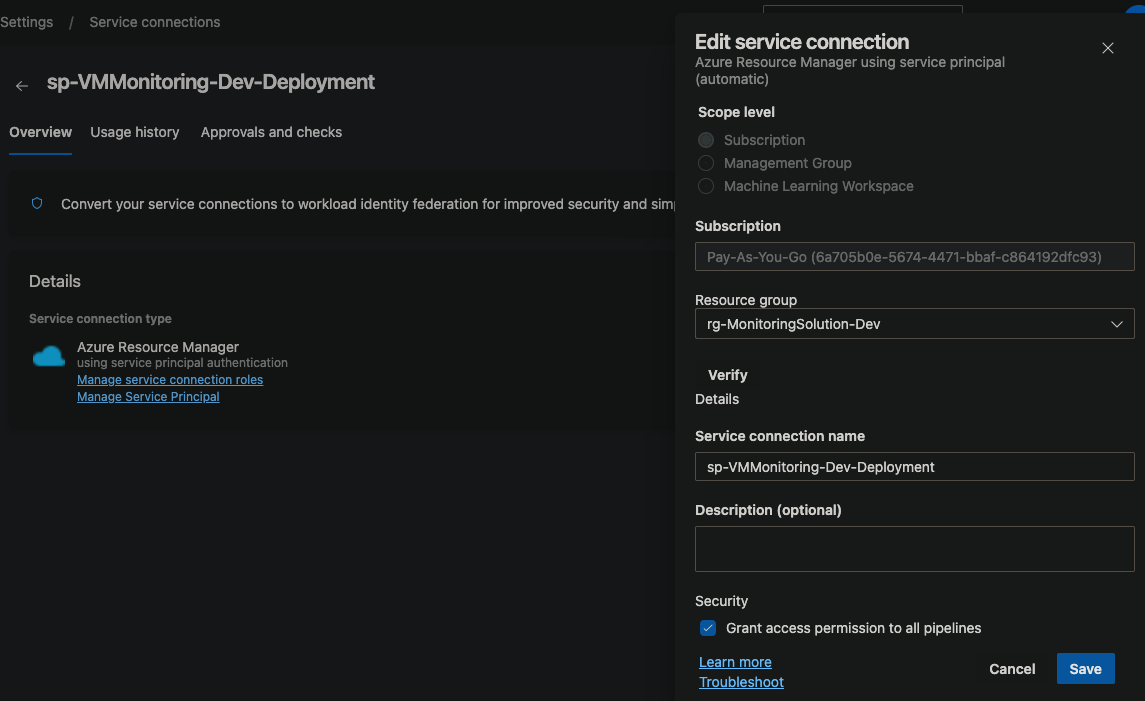 Settings / Service connections
sp-VMMonitoring-Dev-Deployment
Overview Usage history Approvals and checks
Convert your service connections to workload identity federation for improved security and sim
Details
Service connection type
Azure Resource Manager
using service principal authentication
Manage service connection roles
Manage Service Principal
Edit service connection
Azure Resource Manager using service principal
(automatic)
Scope level
Subscription
Management Group
Machine Learning Workspace
Subscription
Pay-As-You-Go (6a705b0e-5674-4471-bbaf-c864192dfc93)
Resource group
rg-MonitoringSolution-Dev
Verify
Details
Service connection name
sp-VMMonitoring-Dev-Deployment
Description (optional)
Security
Grant access permission to all pipelines
Learn more
Troubleshoot
Cancel Save